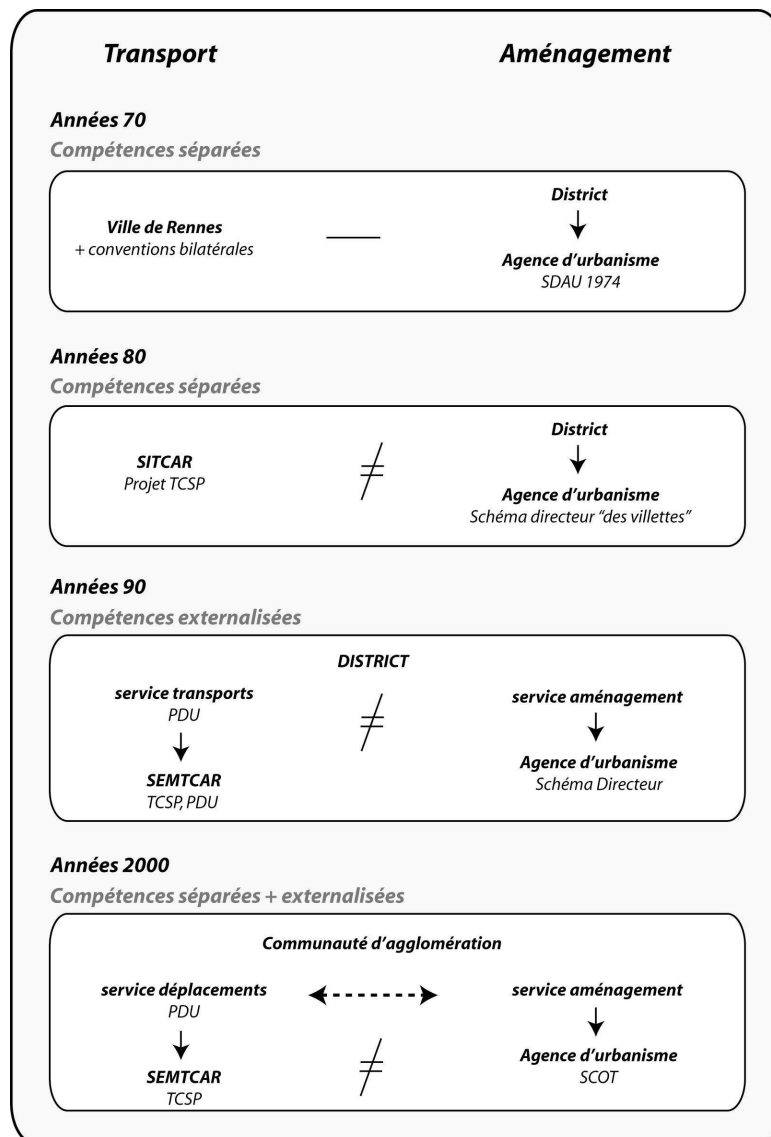 Transport
Aménagement
Années 70
Compétences séparées
Ville de Rennes
+ conventions bilatérales
District
Agence d’urbanisme
SDAU 1974
Années 80
Compétences séparées
SITCAR
Projet TCSP
District
Agence d’urbanisme
Schéma directeur “des villettes”
Années 90
Compétences externalisées
DISTRICT
service transports
PDU
SEMTCAR
TCSP, PDU
service aménagement
Agence d’urbanisme
Schéma Directeur
Années 2000
Compétences séparées + externalisées
Communauté d’agglomération
service déplacements
PDU
SEMTCAR
TCSP
service aménagement
Agence d’urbanisme
SCOT